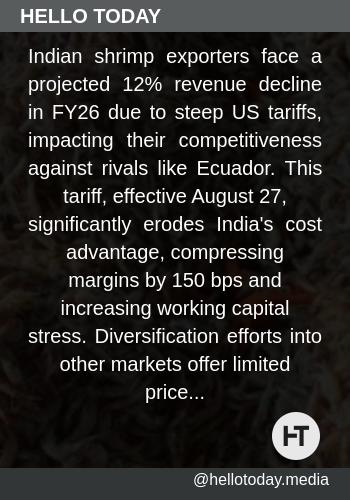 HELLO TODAY
Indian shrimp exporters face a
projected 12% revenue decline
in FY26 due to steep US tariffs,
impacting their competitiveness
against rivals like Ecuador. This
tariff, effective August 27,
significantly erodes India's cost
advantage, compressing
margins by 150 bps and
increasing working capital
stress. Diversification efforts into
other markets offer limited
price...
HT
@hellotoday.media